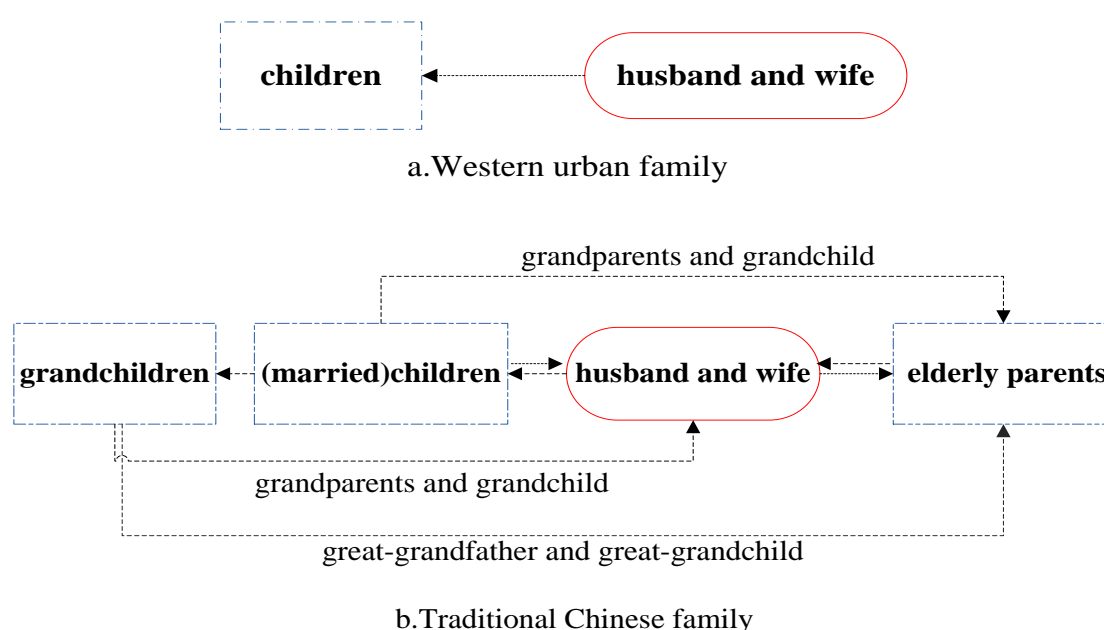 children
husband and wife
a.Western urban family
grandparents and grandchild
grandchildren
(married)children
husband and wife
elderly parents
grandparents and grandchild
great-grandfather and great-grandchild
b.Traditional Chinese family